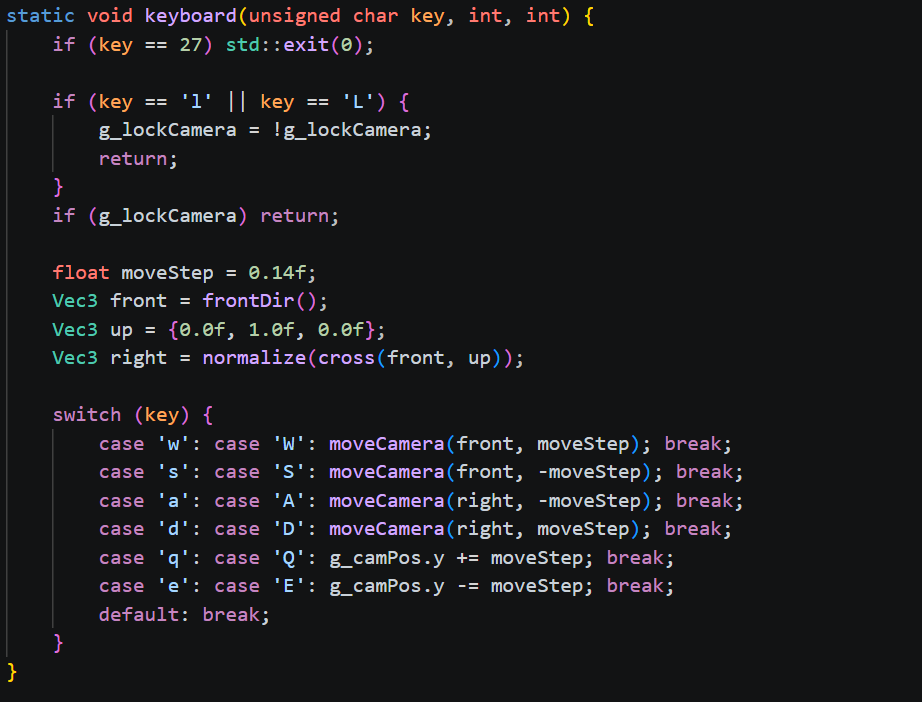 static void keyboard(unsigned char key, int, int) {
    if (key == 27) std::exit(0);

    if (key == 'l' || key == 'L') {
        g_lockCamera = !g_lockCamera;
        return;
    }
    if (g_lockCamera) return;

    float moveStep = 0.14f;
    Vec3 front = frontDir();
    Vec3 up = {0.0f, 1.0f, 0.0f};
    Vec3 right = normalize(cross(front, up));

    switch (key) {
        case 'w': case 'W': moveCamera(front, moveStep); break;
        case 's': case 'S': moveCamera(front, -moveStep); break;
        case 'a': case 'A': moveCamera(right, -moveStep); break;
        case 'd': case 'D': moveCamera(right, moveStep); break;
        case 'q': case 'Q': g_camPos.y += moveStep; break;
        case 'e': case 'E': g_camPos.y -= moveStep; break;
        default: break;
    }
}